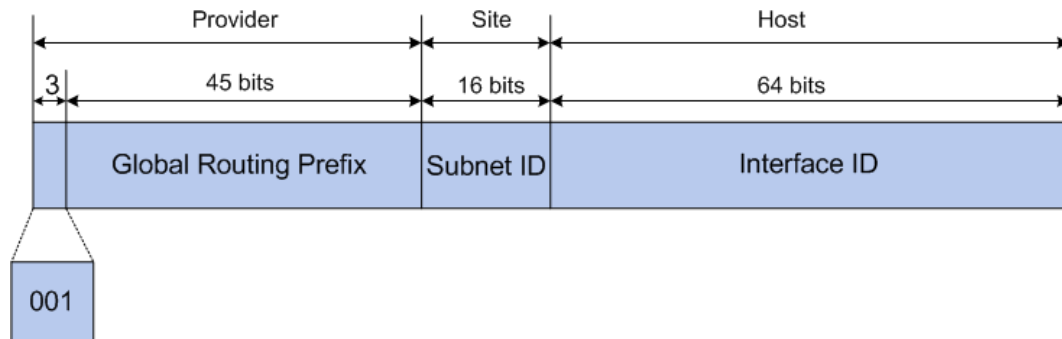 Provider Site Host
3 45 bits 16 bits 64 bits
Global Routing Prefix Subnet ID Interface ID
001